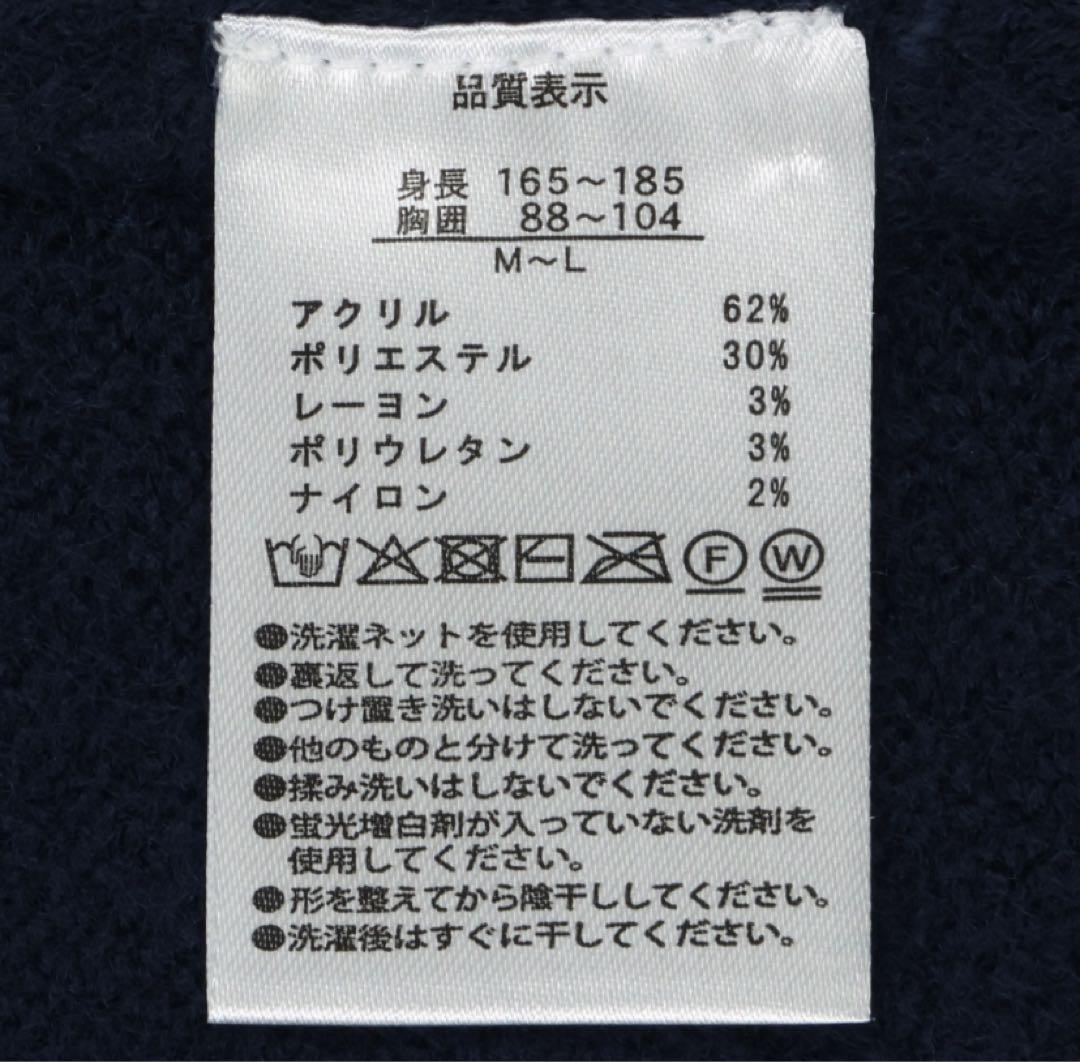 品質表示
身長 165～185
胸囲 88～104
M～L
アクリル 62%
ポリエステル 30%
レーヨン 3%
ポリウレタン 3%
ナイロン 2%
F W
●洗濯ネットを使用してください。
●裏返して洗ってください。
●つけ置き洗いはしないでください。
●他のものと分けて洗ってください。
●揉み洗いはしないでください。
●蛍光増白剤が入っていない洗剤を
使用してください。
●形を整えてから陰干ししてください。
●洗濯後はすぐに干してください。